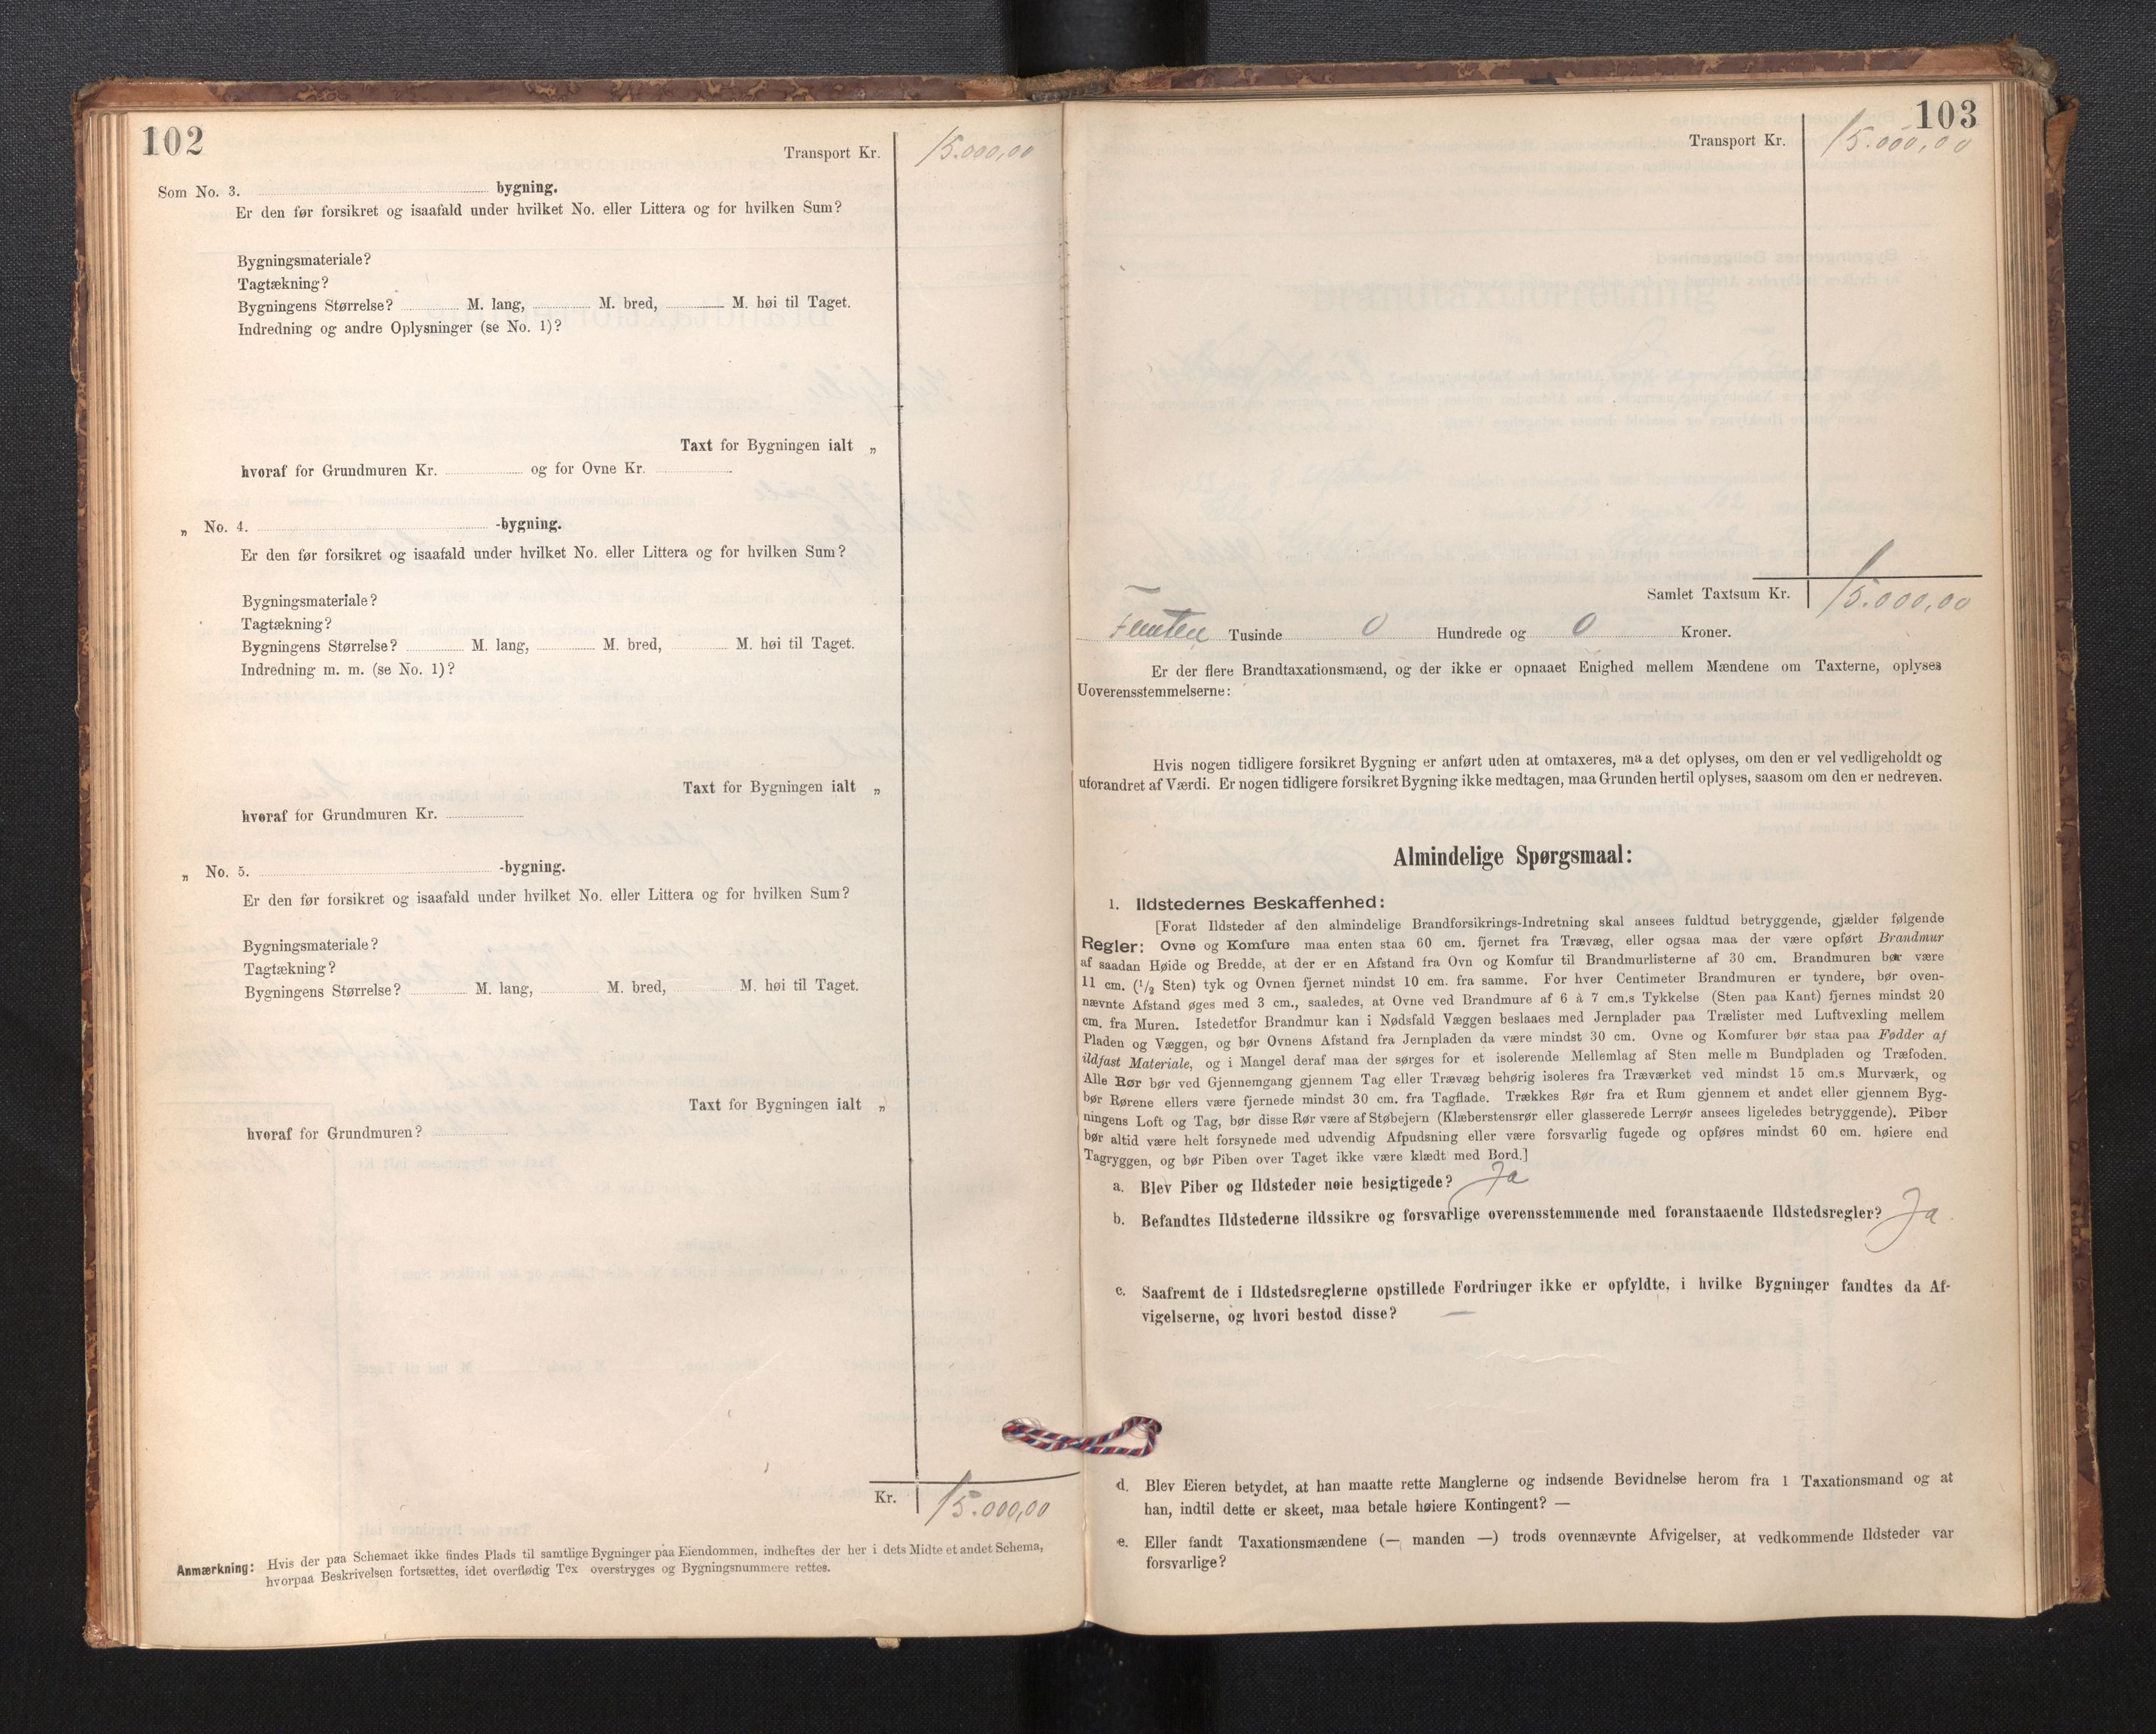 102
Transport Kr. 15.000,00
Som No. 3. bygning.
Er den før forsikret og isaafald under hvilket No. eller Littera og for hvilken Sum?
Bygningsmateriale?
Tagtækning?
Bygningens Størrelse? M. lang, M. bred, M. høi til Taget.
Indredning og andre Oplysninger (se No. 1)?
Taxt for Bygningen ialt „
hvoraf for Grundmuren Kr. og for Ovne Kr.
„ No. 4. -bygning.
Er den før forsikret og isaafald under hvilket No. eller Littera og for hvilken Sum?
Bygningsmateriale?
Tagtækning?
Bygningens Størrelse? M. lang, M. bred, M. høi til Taget.
Indredning m. m. (se No. 1)?
Taxt for Bygningen ialt „
hvoraf for Grundmuren Kr.
„ No. 5. -bygning.
Er den før forsikret og isaafald under hvilket No. eller Littera og for hvilken Sum?
Bygningsmateriale?
Tagtækning?
Bygningens Størrelse? M. lang, M. bred, M. høi til Taget.
Taxt for Bygningen ialt „
hvoraf for Grundmuren?
Kr. 15.000,00
Anmærkning: Hvis der paa Schemaet ikke findes Plads til samtlige Bygninger paa Eiendommen, indheftes der her i dets Midte et andet Schema,
hvorpaa Beskrivelsen fortsættes, idet overflødig Tex overstryges og Bygningsnummere rettes.
103
Transport Kr. 15.000,00
Samlet Taxtsum Kr. 15.000,00
Femten Tusinde 0 Hundrede og 0 Kroner.
Er der flere Brandtaxationsmænd, og der ikke er opnaaet Enighed mellem Mændene om Taxterne, oplyses
Uoverensstemmelserne:
Hvis nogen tidligere forsikret Bygning er anført uden at omtaxeres, maa det oplyses, om den er vel vedligeholdt og
uforandret af Værdi. Er nogen tidligere forsikret Bygning ikke medtagen, maa Grunden hertil oplyses, saasom om den er nedreven.
Almindelige Spørgsmaal:
1. Ildstedernes Beskaffenhed:
[Forat Ildsteder af den almindelige Brandforsikrings-Indretning skal ansees fuldtud betryggende, gjælder følgende
Regler: Ovne og Komfure maa enten staa 60 cm. fjernet fra Trævæg, eller ogsaa maa der være opført Brandmur
af saadan Høide og Bredde, at der er en Afstand fra Ovn og Komfur til Brandmurlisterne af 30 cm. Brandmuren bør være
11 cm. (1/2 Sten) tyk og Ovnen fjernet mindst 10 cm. fra samme. For hver Centimeter Brandmuren er tyndere, bør oven-
nævnte Afstand øges med 3 cm., saaledes, at Ovne ved Brandmure af 6 à 7 cm.s Tykkelse (Sten paa Kant) fjernes mindst 20
cm. fra Muren. Istedetfor Brandmur kan i Nødsfald Væggen beslaaes med Jernplader paa Trælister med Luftvexling mellem
Pladen og Væggen, og bør Ovnens Afstand fra Jernpladen da være mindst 30 cm. Ovne og Komfurer bør staa paa Fødder af
ildfast Materiale, og i Mangel deraf maa der sørges for et isolerende Mellemlag af Sten mellem Bundpladen og Træfoden.
Alle Rør bør ved Gjennemgang gjennem Tag eller Trævæg behørig isoleres fra Træværket ved mindst 15 cm.s Murværk, og
bør Rørene ellers være fjernede mindst 30 cm. fra Tagflade. Trækkes Rør fra et Rum gjennem et andet eller gjennem Byg-
ningens Loft og Tag, bør disse Rør være af Støbejern (Klæberstensrør eller glasserede Lerrør ansees ligeledes betryggende). Piber
bør altid være helt forsynede med udvendig Afpudsning eller være forsvarlig fugede og opføres mindst 60 cm. høiere end
Tagryggen, og bør Piben over Taget ikke være klædt med Bord.]
a. Blev Piber og Ildsteder nøie besigtigede? Ja
b. Befandtes Ildstederne ildssikre og forsvarlige overensstemmende med foranstaaende Ildstedsregler? Ja.
c. Saafremt de i Ildstedsreglerne opstillede Fordringer ikke er opfyldte, i hvilke Bygninger fandtes da Af-
vigelserne, og hvori bestod disse? —
d. Blev Eieren betydet, at han maatte rette Manglerne og indsende Bevidnelse herom fra 1 Taxationsmand og at
han, indtil dette er skeet, maa betale høiere Kontingent? —
e. Eller fandt Taxationsmændene (— manden —) trods ovennævnte Afvigelser, at vedkommende Ildsteder var
forsvarlige?